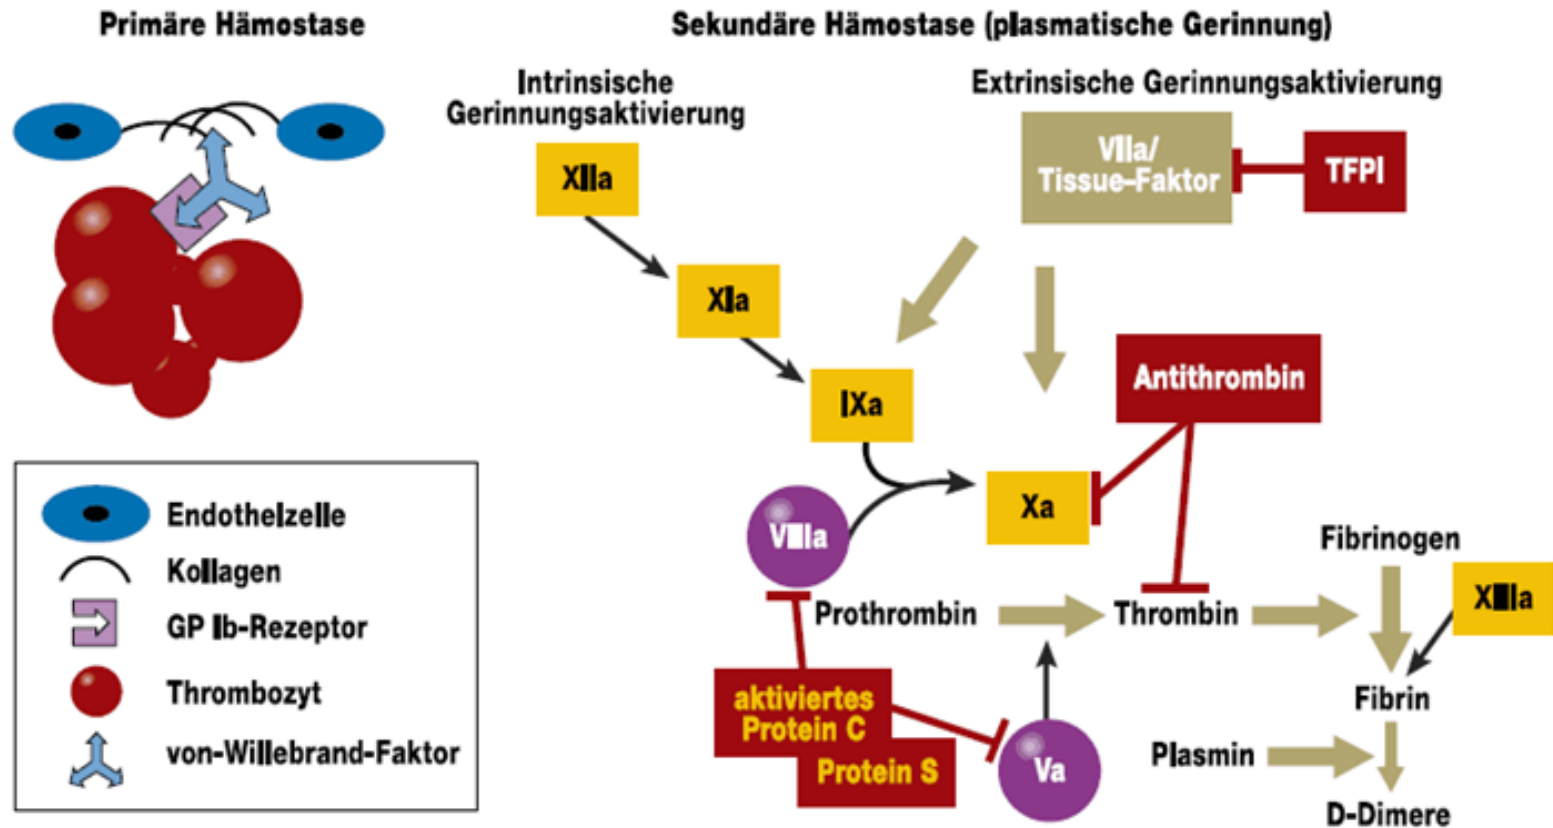 Primäre Hämostase
Sekundäre Hämostase (plasmatische Gerinnung)
Intrinsische
Gerinnungsaktivierung
Extrinsische Gerinnungsaktivierung
XIIa
VIIa/
Tissue-Faktor
TFPI
XIa
IXa
Antithrombin
Xa
VIIIa
Fibrinogen
XIIIa
Prothrombin
Thrombin
Fibrin
aktiviertes
Protein C
Protein S
Va
Plasmin
D-Dimere
Endothelzelle
Kollagen
GP Ib-Rezeptor
Thrombozyt
von-Willebrand-Faktor